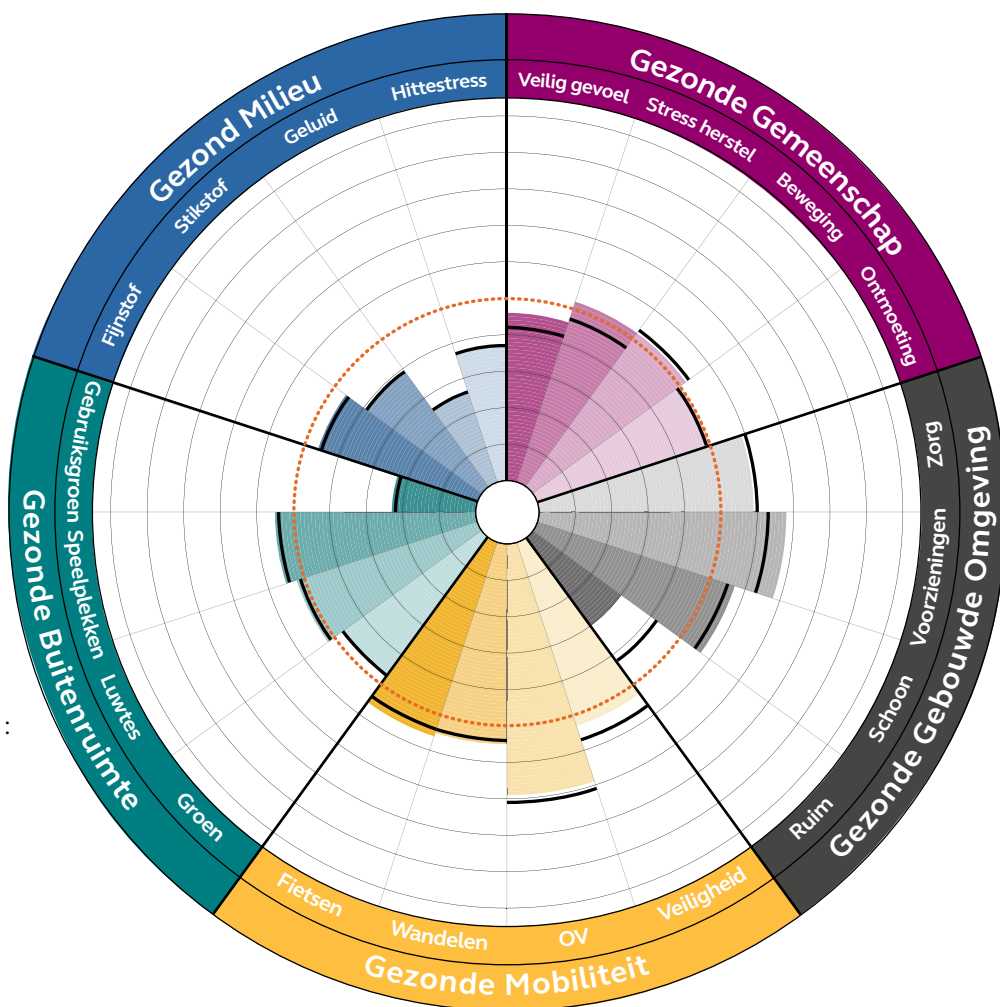 Gezonde Gemeenschap
Veilig gevoel
Stress herstel
Beweging
Ontmoeting
Gezonde Gebouwde Omgeving
Zorg
Voorzieningen
Schoon
Ruim
Gezonde Mobiliteit
Veiligheid
OV
Wandelen
Fietsen
Gezonde Buitenruimte
Groen
Luwtes
Speelplekken
Gebruiksgroen
Gezond Milieu
Fijnstof
Stikstof
Geluid
Hittestress
: